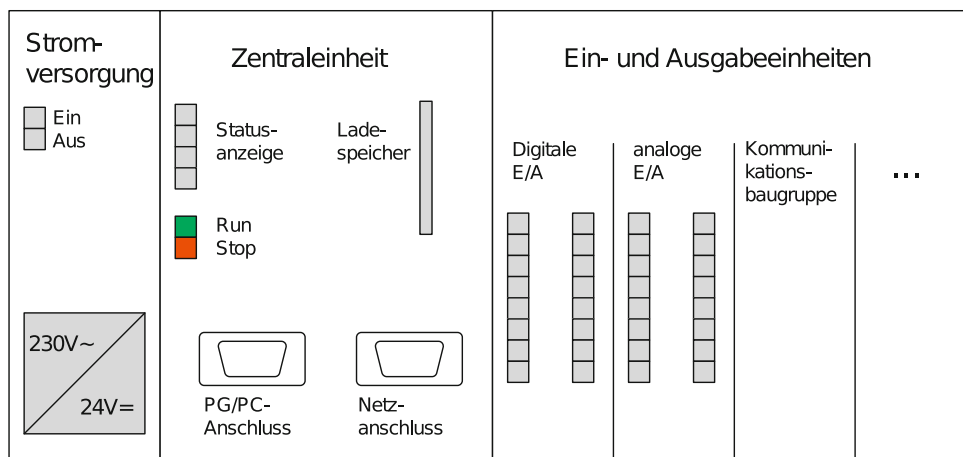 Strom-
versorgung
Ein
Aus
230V~
24V=
Zentraleinheit
Status-
anzeige
Lade-
speicher
Run
Stop
PG/PC-
Anschluss
Netz-
anschluss
Ein- und Ausgabeeinheiten
Digitale
E/A
analoge
E/A
Kommuni-
kations-
baugruppe
...